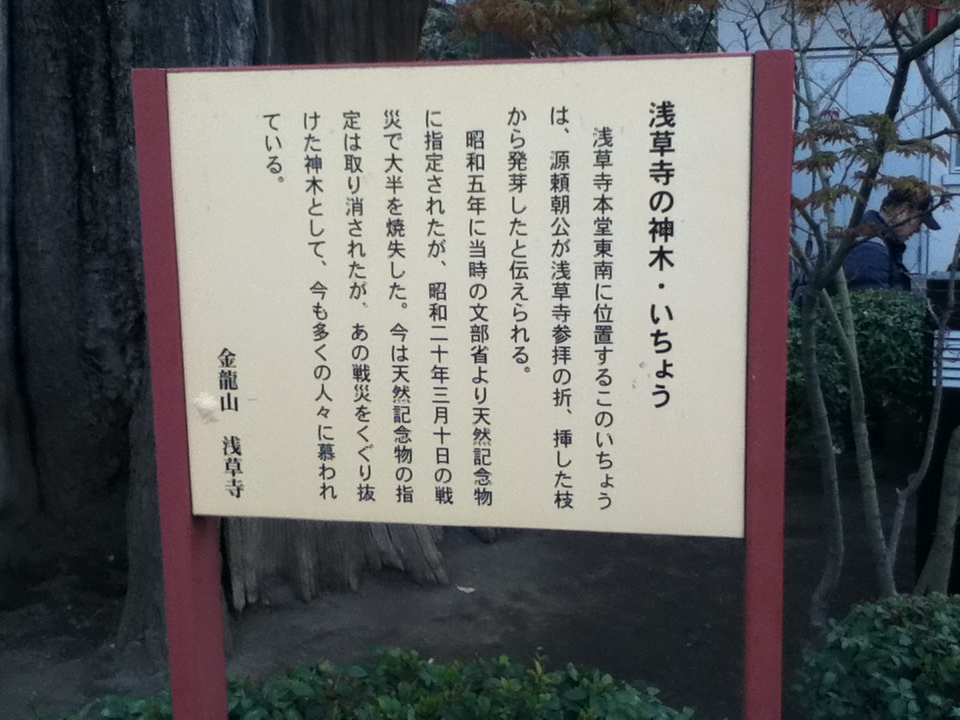 浅草寺の神木・いちょう
浅草寺本堂東南に位置するこのいちょう
は、源頼朝公が浅草寺参拝の折、挿した枝
から発芽したと伝えられる。
昭和五年に当時の文部省より天然記念物
に指定されたが、昭和二十年三月十日の戦
災で大半を焼失した。今は天然記念物の指
定は取り消されたが、あの戦災をくぐり抜
けた神木として、今も多くの人々に慕われ
ている。
金龍山 浅草寺